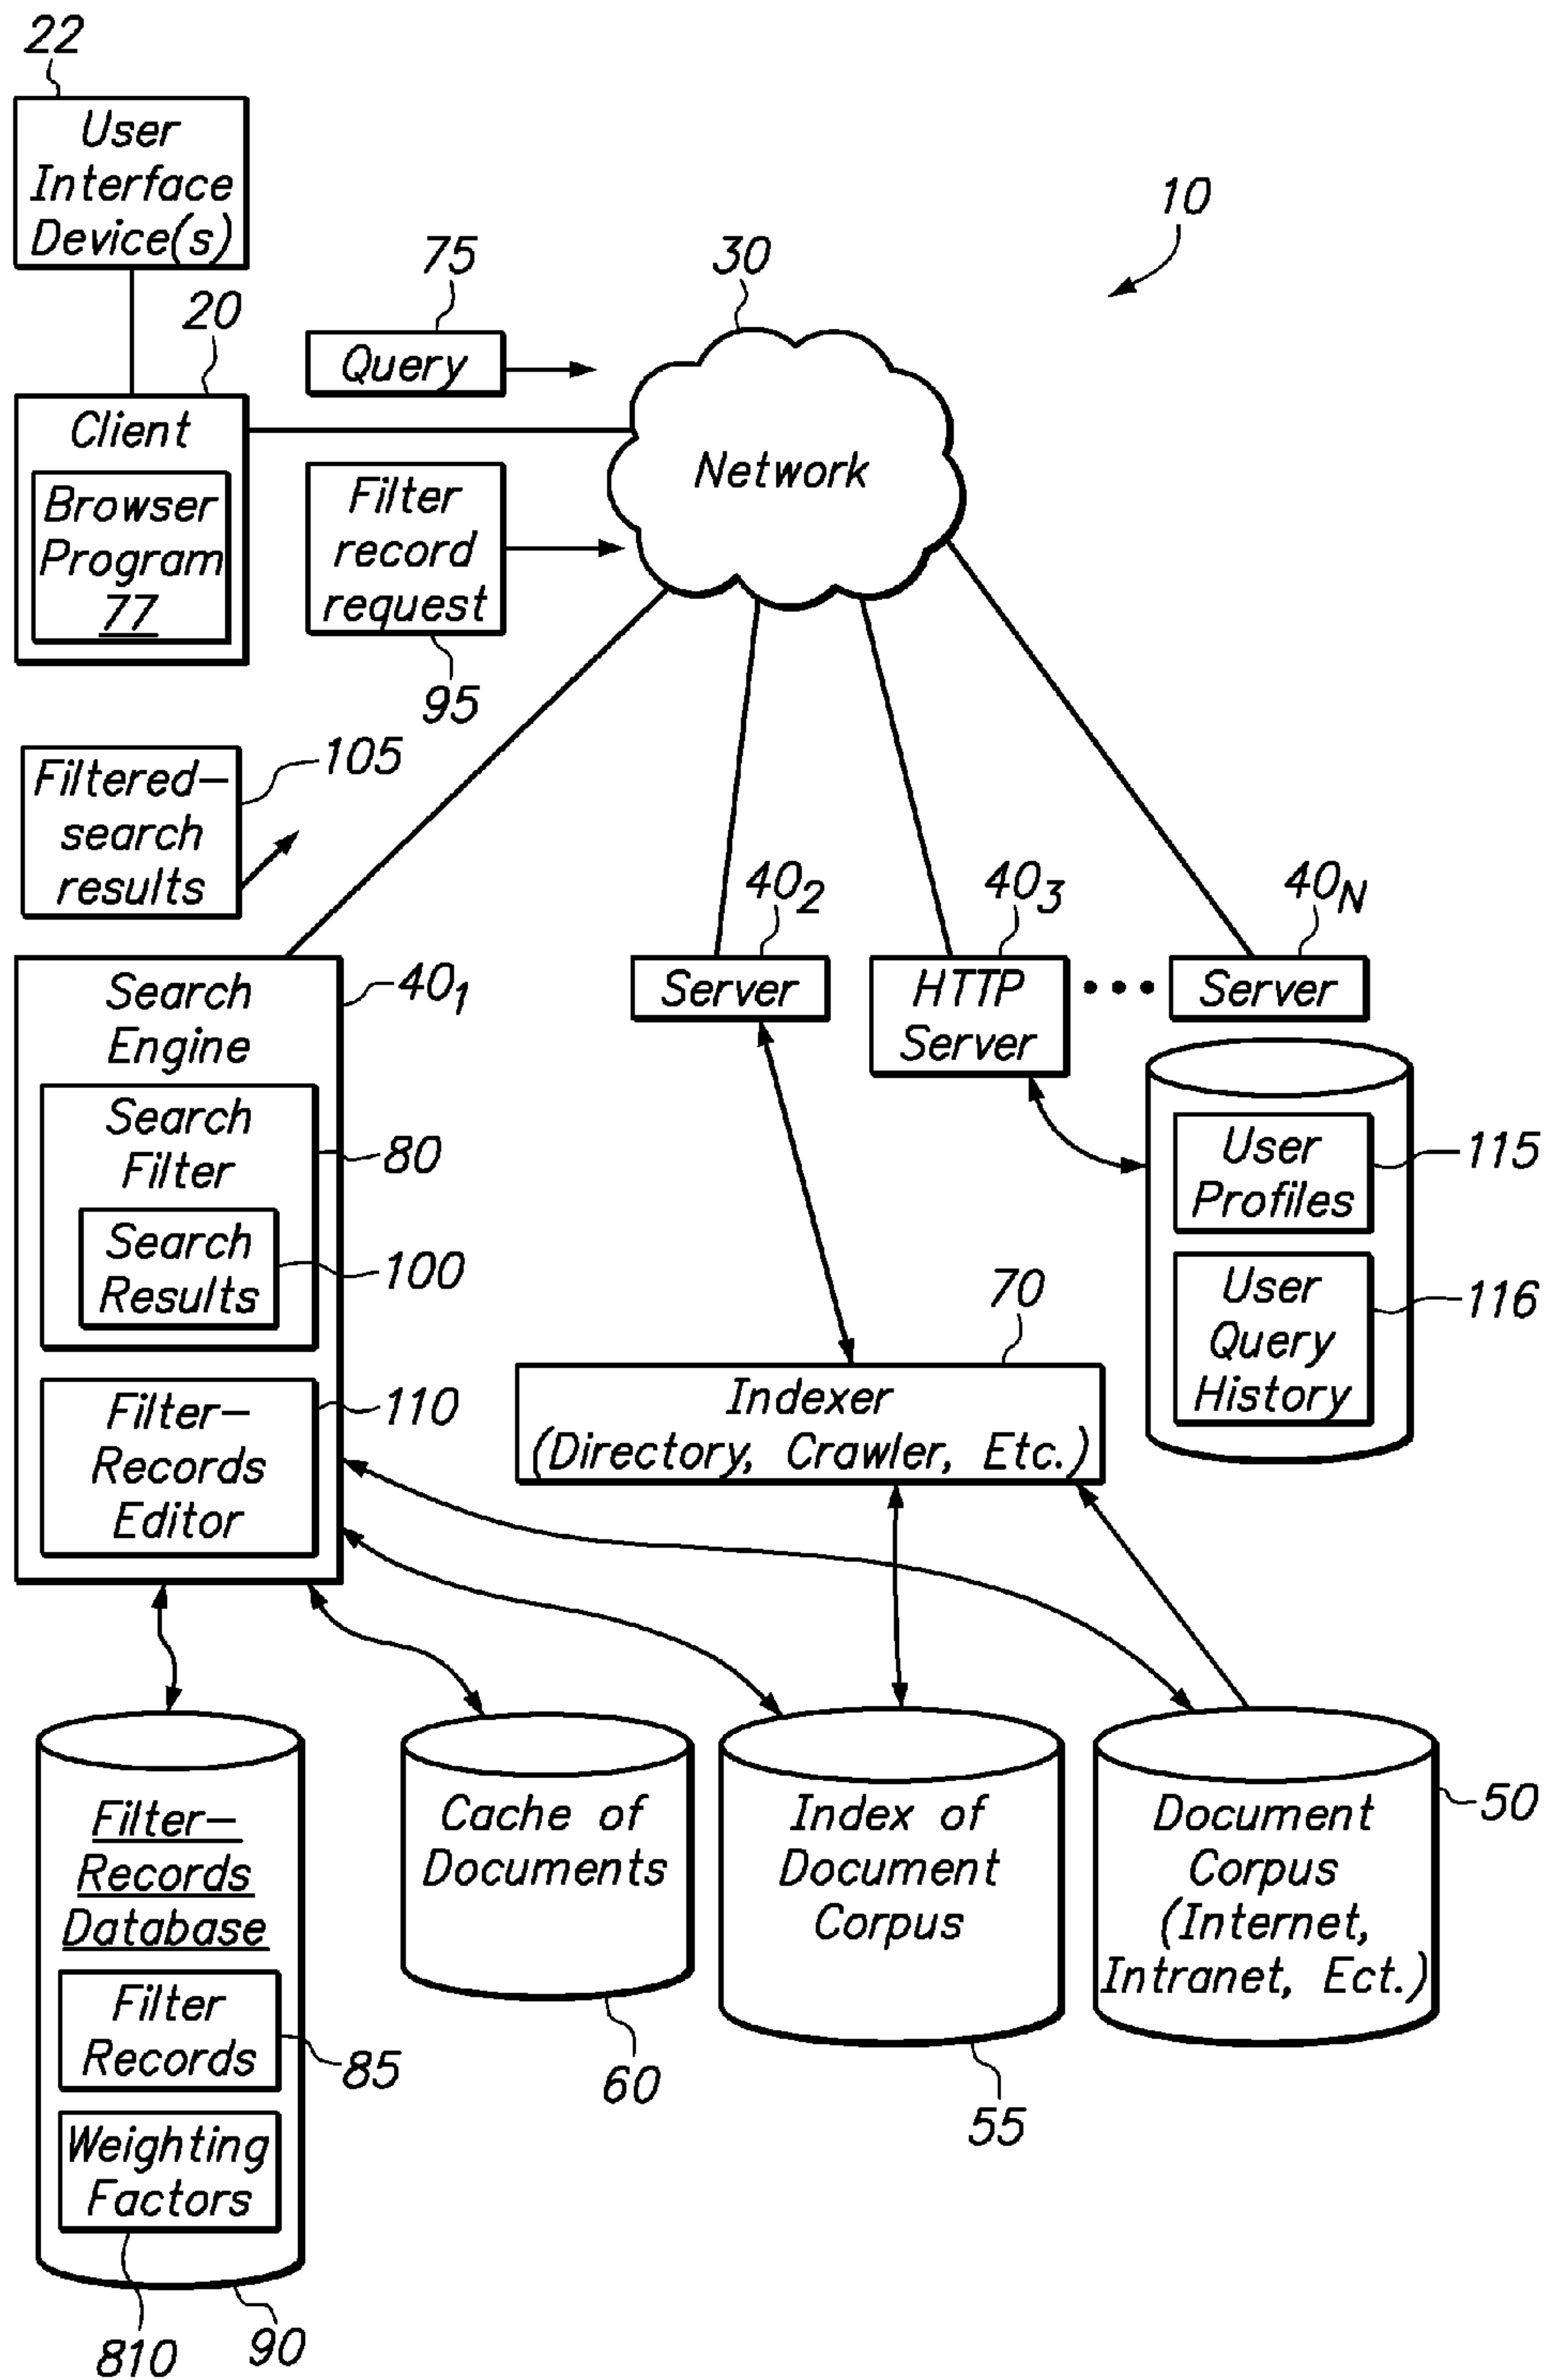 22
User
Interface
Device(s)
10
75
30
20
Query
Client
Browser
Program
77
Filter
record
request
Network
95
105
Filtered-
search
results
40₂
40₃
40N
Search
Engine
40₁
Server
HTTP
Server
Server
Search
Filter
80
User
Profiles
115
Search
Results
100
User
Query
History
116
70
Filter-
Records
Editor
110
Indexer
(Directory, Crawler, Etc.)
Filter-
Records
Database
Cache of
Documents
Index of
Document
Corpus
Document
Corpus
(Internet,
Intranet, Ect.)
50
Filter
Records
85
60
55
Weighting
Factors
810
90